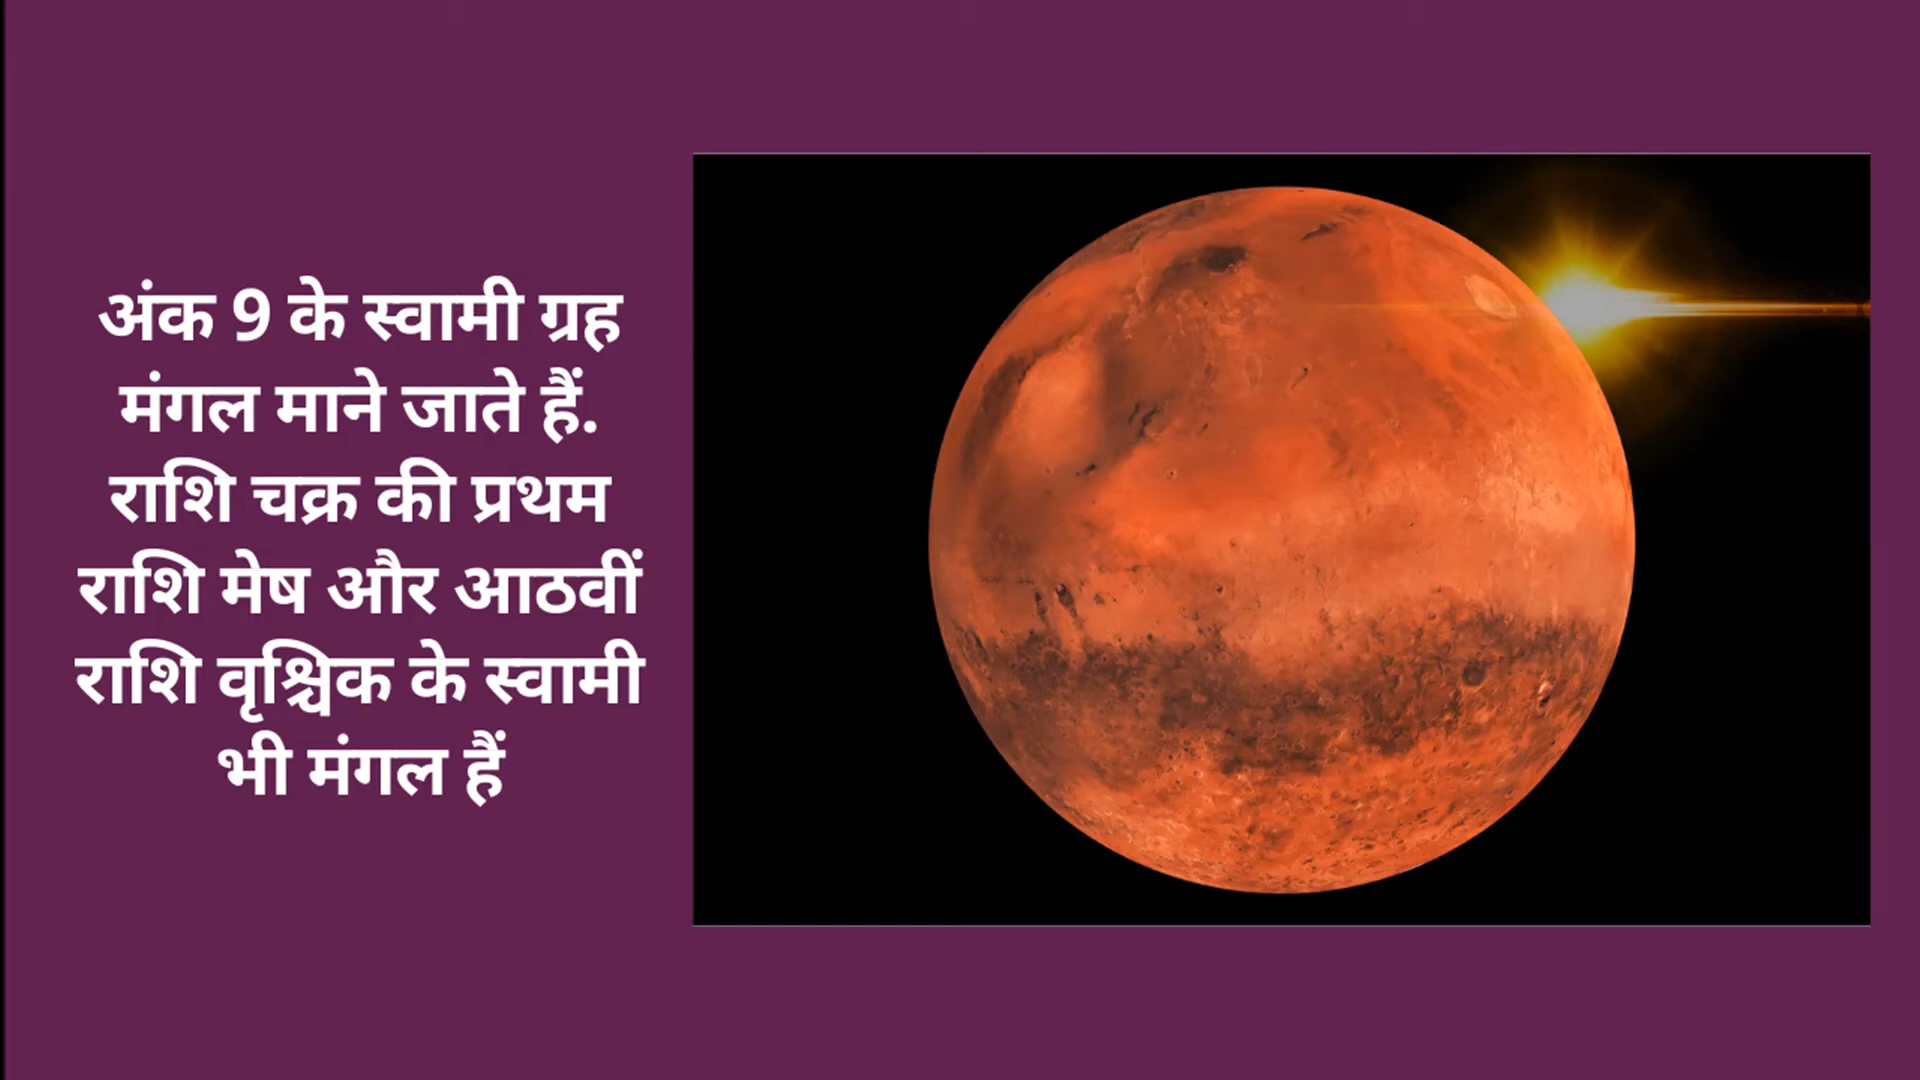 अंक 9 के स्वामी ग्रह
मंगल माने जाते हैं.
राशि चक्र की प्रथम
राशि मेष और आठवीं
राशि वृश्चिक के स्वामी
भी मंगल हैं